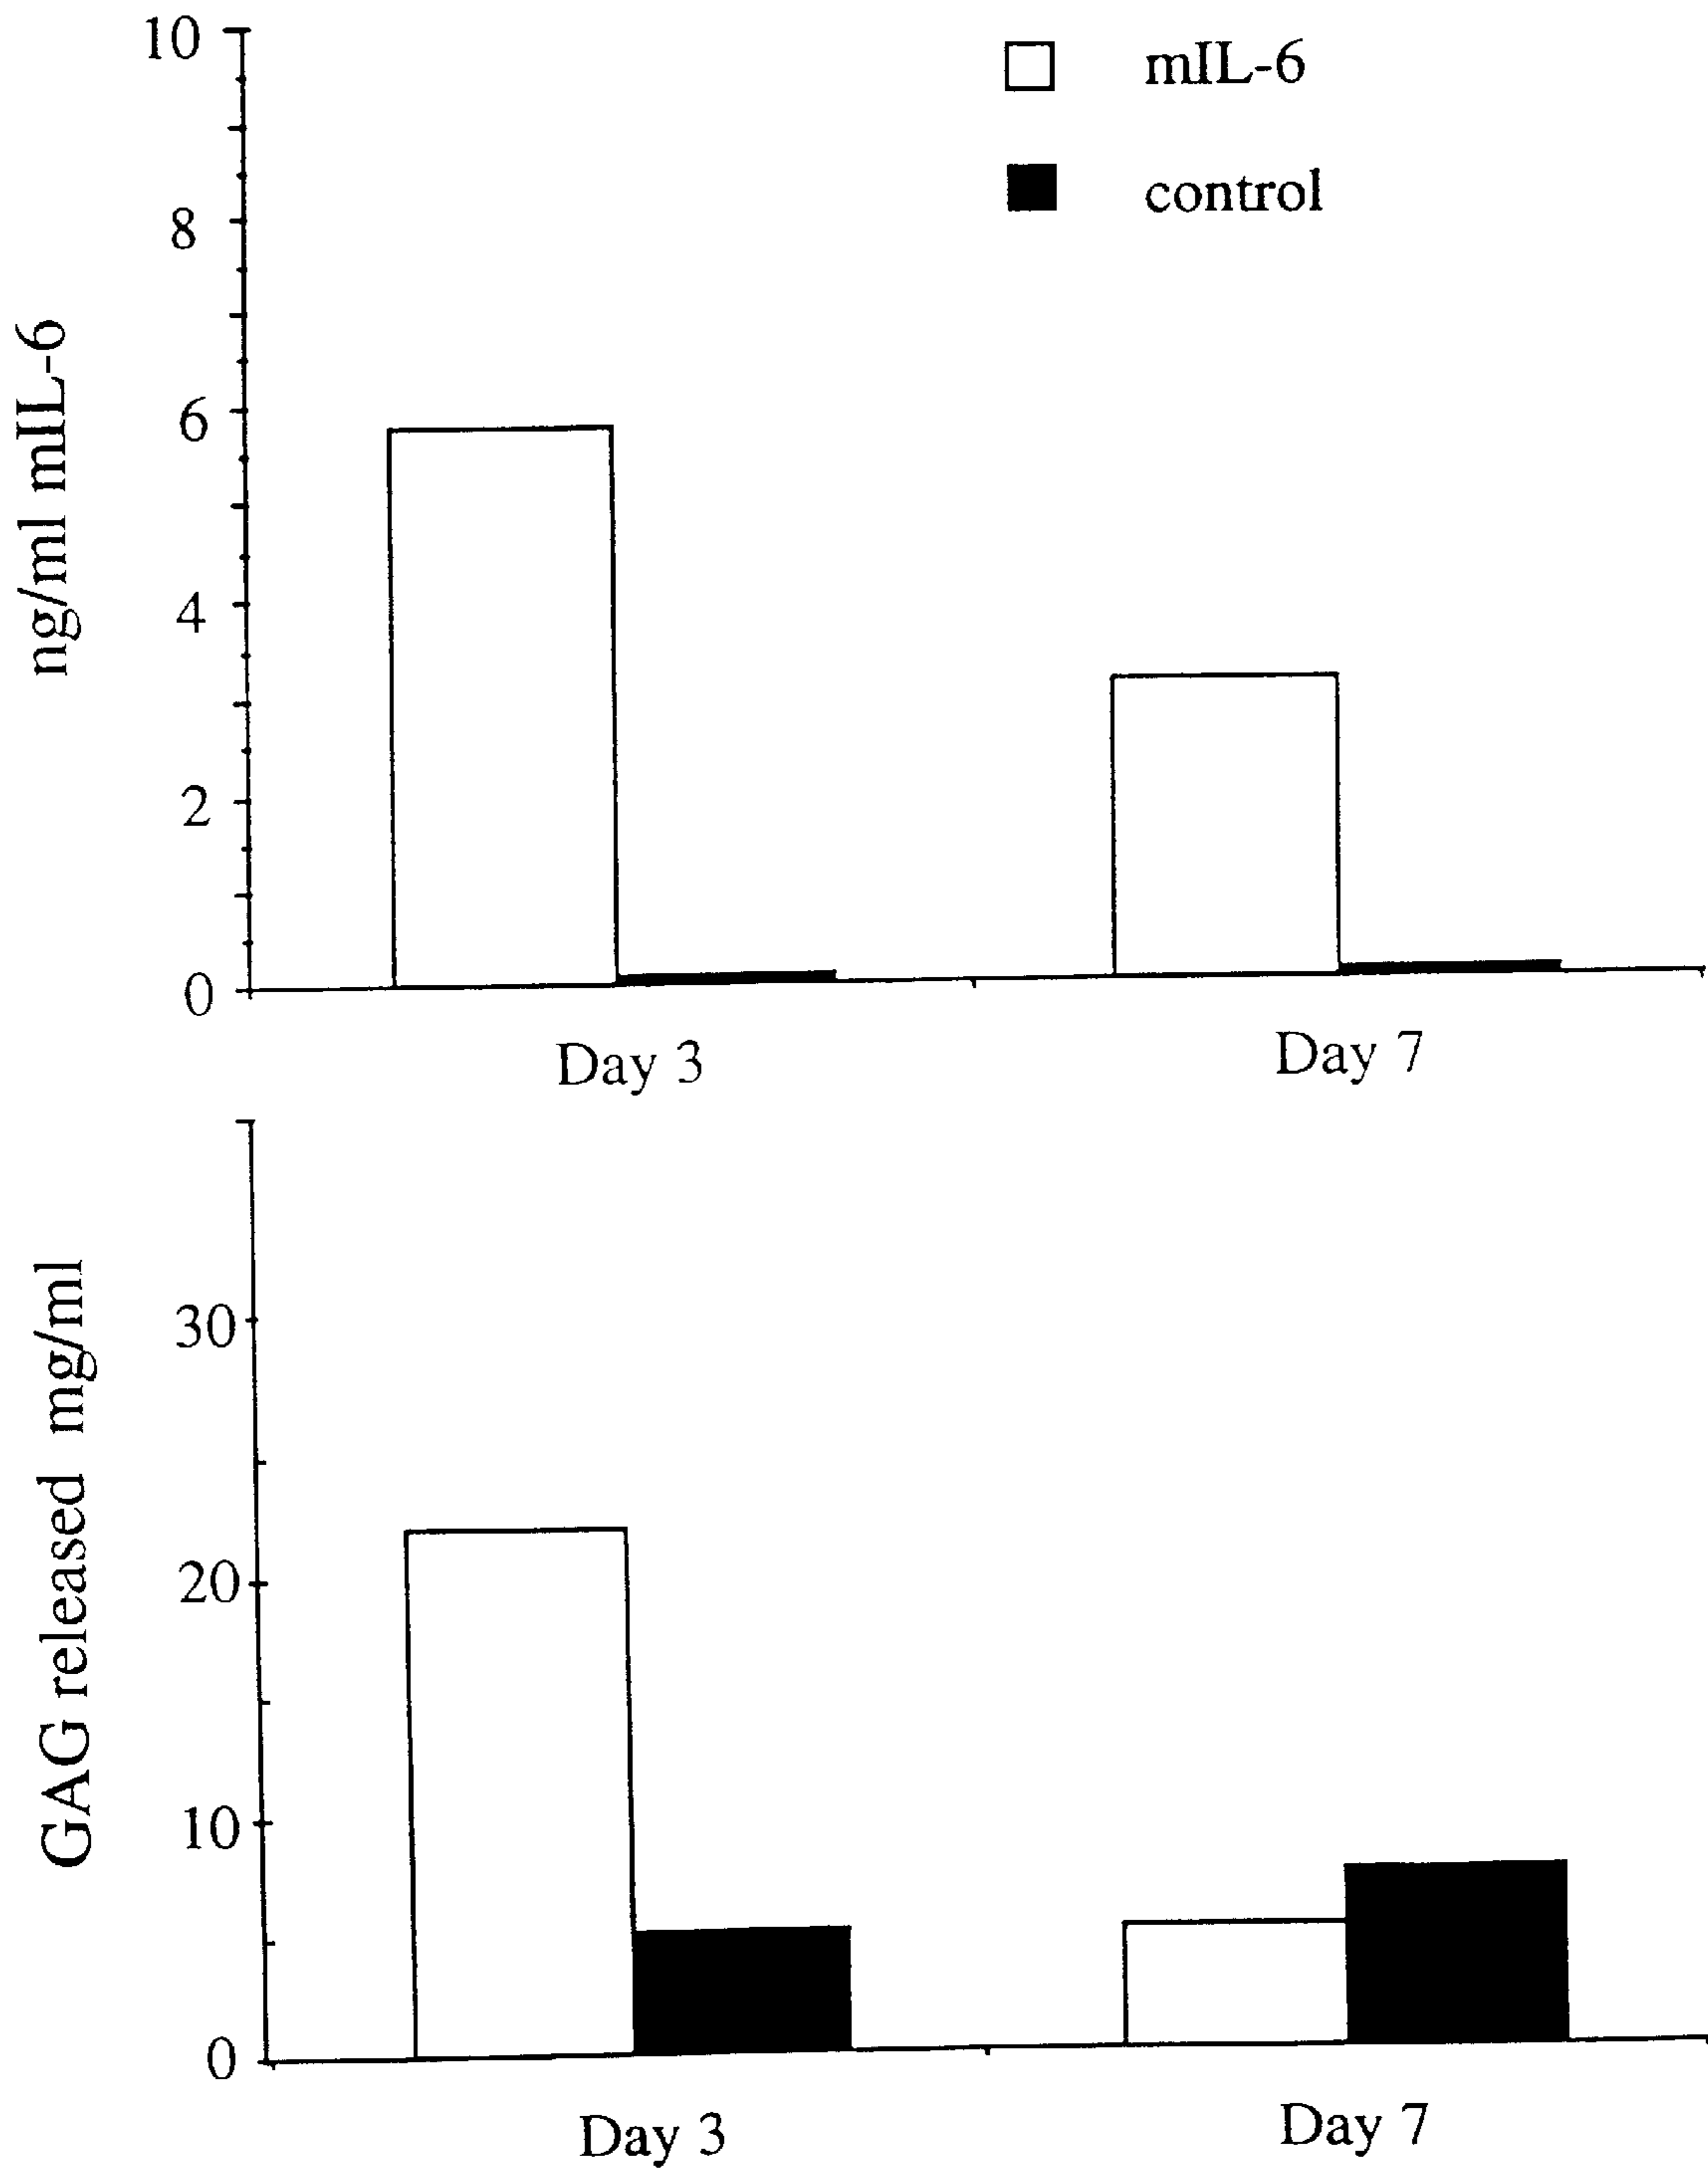 10
mIL-6
control
8
6
4
2
0
ng/ml mIL-6
Day 3
Day 7
30
20
10
0
GAG released mg/ml
Day 3
Day 7